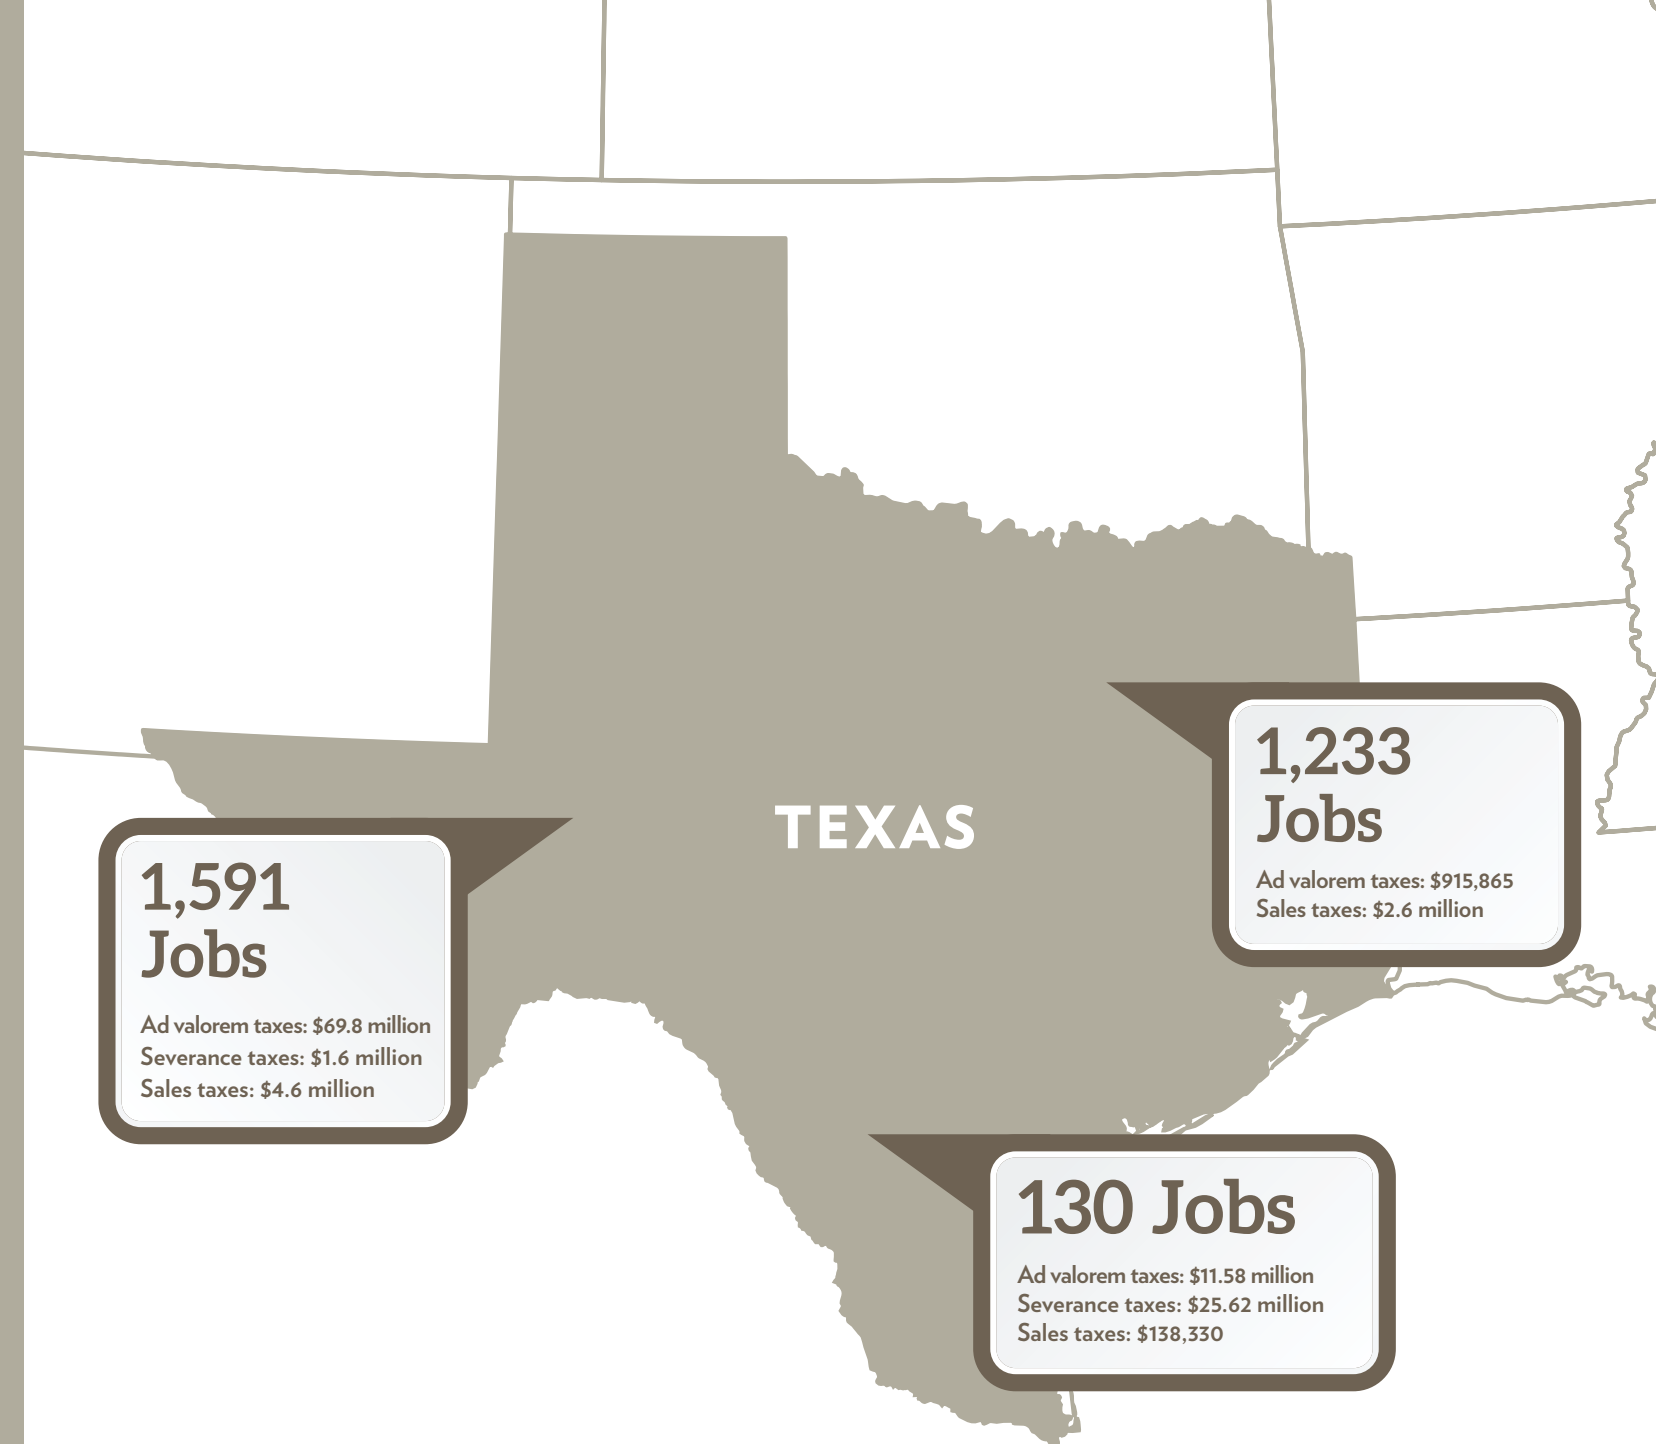 TEXAS
1,233
Jobs
Ad valorem taxes: $915,865
Sales taxes: $2.6 million
1,591
Jobs
Ad valorem taxes: $69.8 million
Severance taxes: $1.6 million
Sales taxes: $4.6 million
130 Jobs
Ad valorem taxes: $11.58 million
Severance taxes: $25.62 million
Sales taxes: $138,330